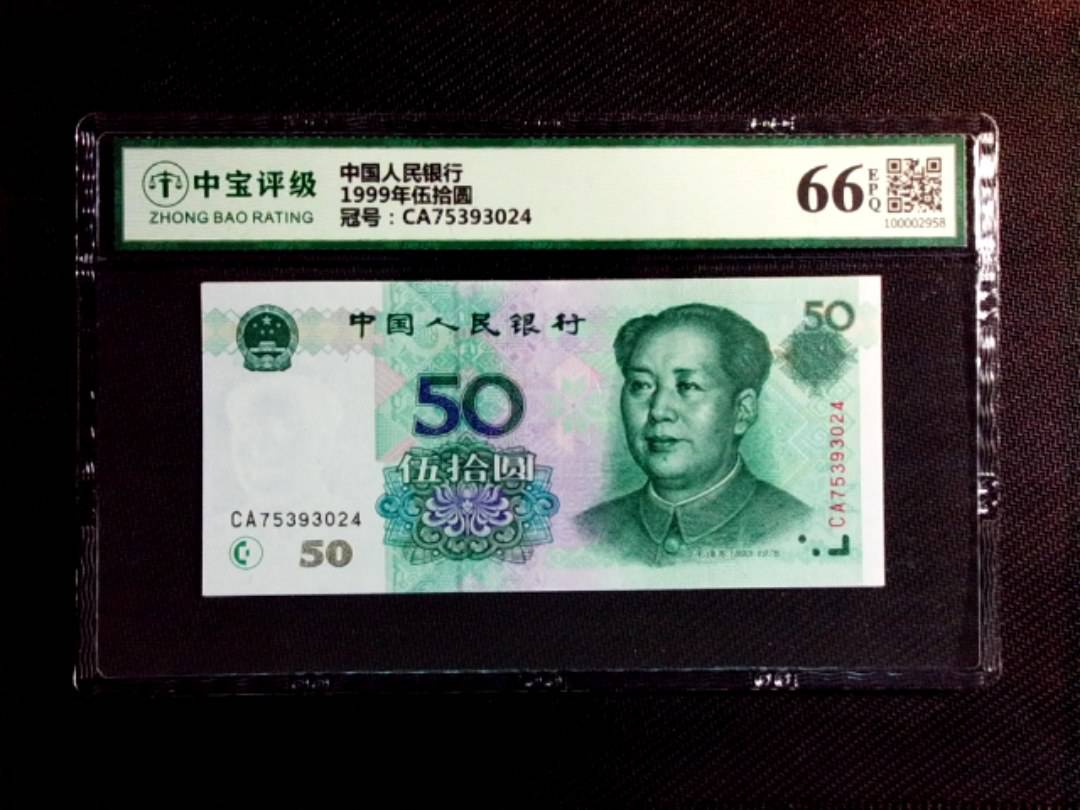 中宝评级
ZHONG BAO RATING
中国人民银行
1999年伍拾圆
冠号：CA75393024
66
EPQ
100002958
中国人民银行
50
50
伍拾圆
CA75393024
CA75393024
50